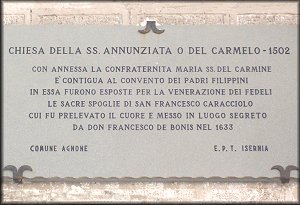 CHIESA DELLA SS. ANNUNZIATA O DEL CARMELO - 1502
CON ANNESSA LA CONFRATERNITA MARIA SS. DEL CARMINE
E' CONTIGUA AL CONVENTO DEI PADRI FILIPPINI
IN ESSA FURONO ESPOSTE PER LA VENERAZIONE DEI FEDELI
LE SACRE SPOGLIE DI SAN FRANCESCO CARACCIOLO
CUI FU PRELEVATO IL CUORE E MESSO IN LUOGO SEGRETO
DA DON FRANCESCO DE BONIS NEL 1633
COMUNE AGNONE E. P. T. ISERNIA